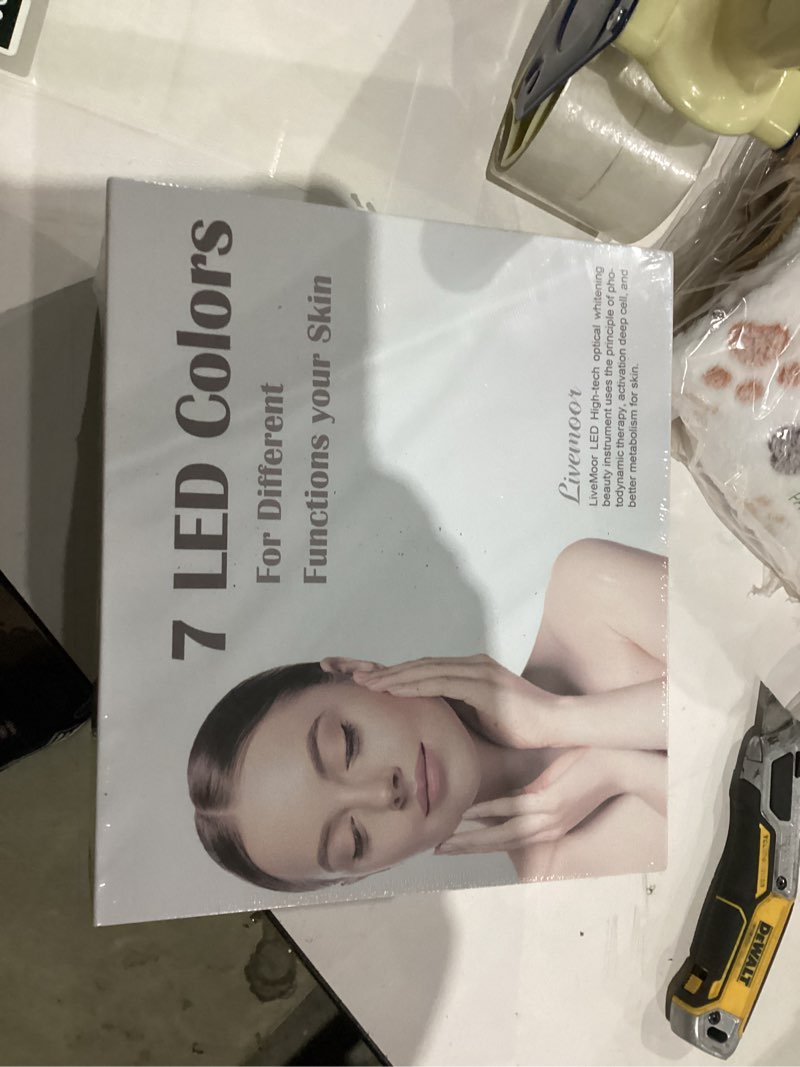 7 LED Colors
For Different
Functions your Skin
Livemoor
LiveMoor LED High-tech optical whitening
beauty instrument uses the principle of pho-
todynamic therapy, activation deep cell, and
better metabolism for skin.
DEWALT